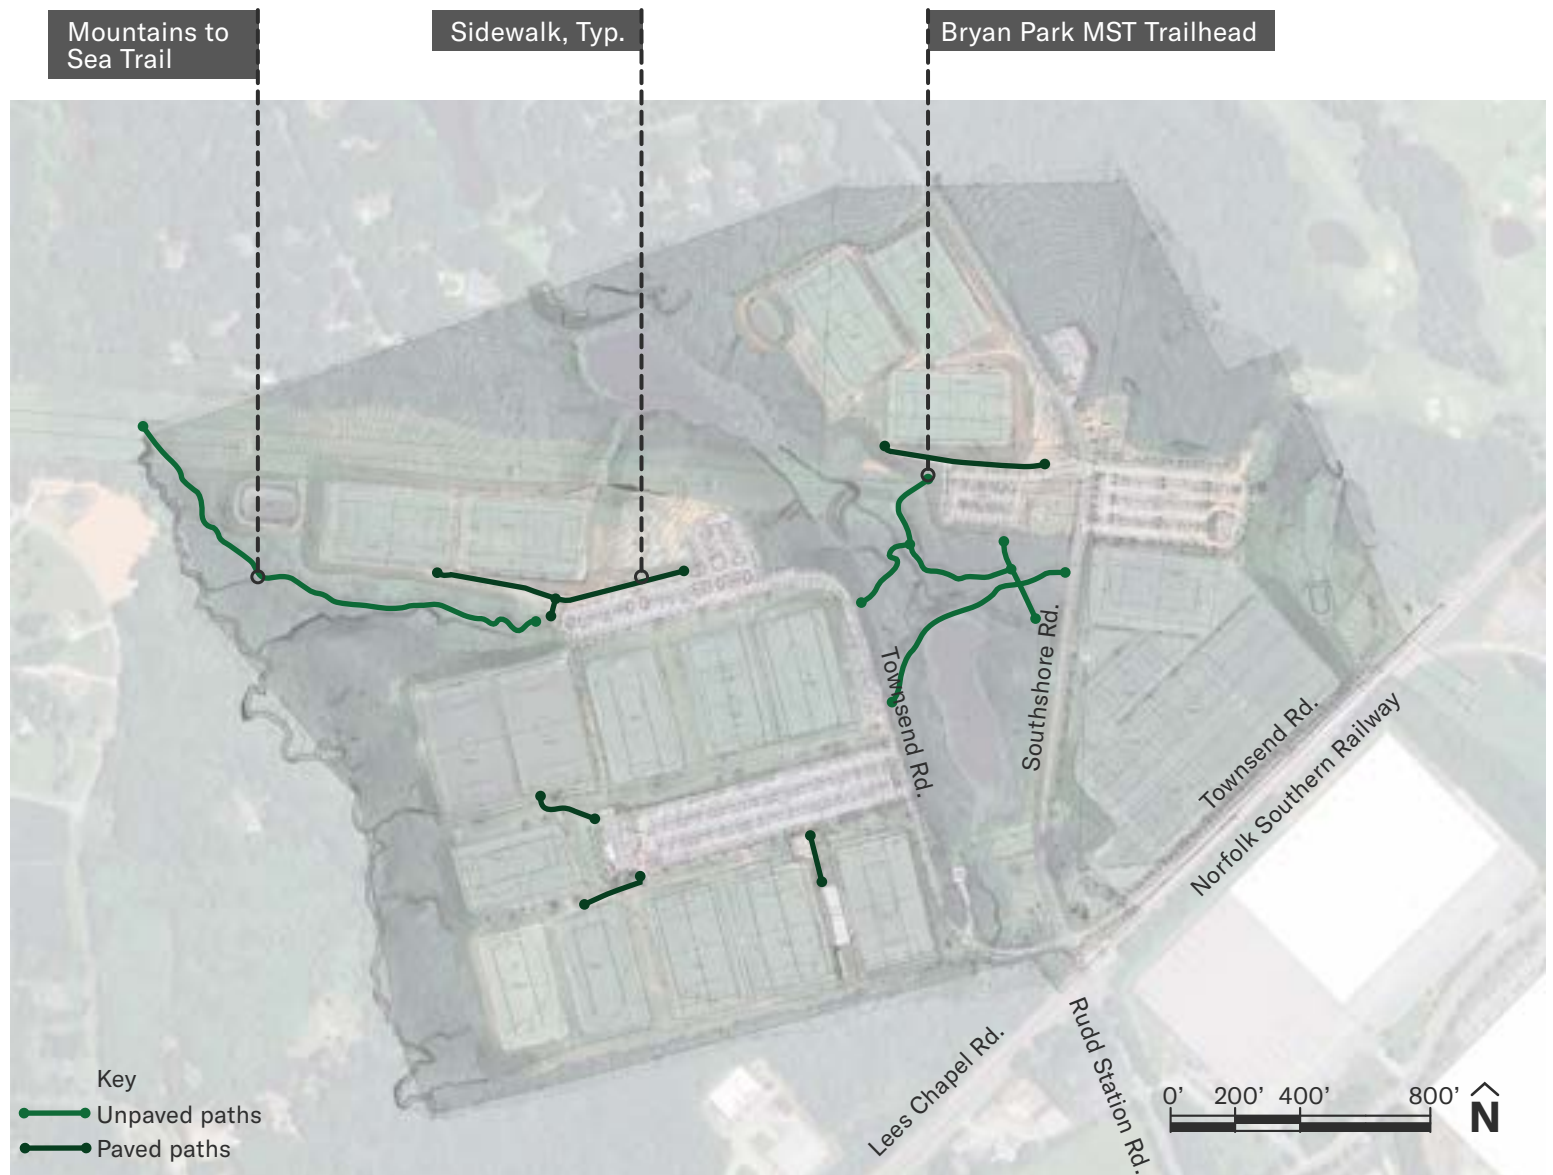 Mountains to
Sea Trail
Sidewalk, Typ.
Bryan Park MST Trailhead
Townsend Rd.
Southshore Rd.
Townsend Rd.
Norfolk Southern Railway
Lees Chapel Rd.
Rudd Station Rd.
Key
Unpaved paths
Paved paths
0' 200' 400' 800'
N